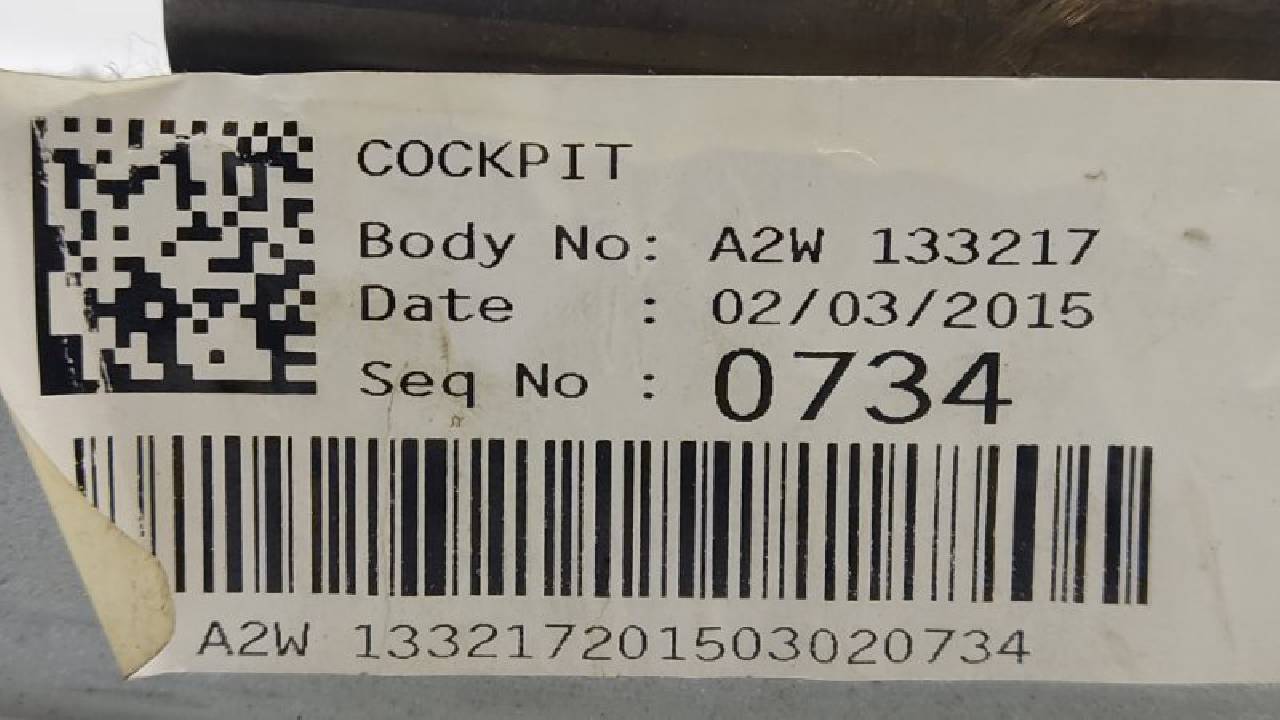 COCKPIT
Body No: A2W 133217
Date : 02/03/2015
Seq No : 0734
A2W 133217201503020734